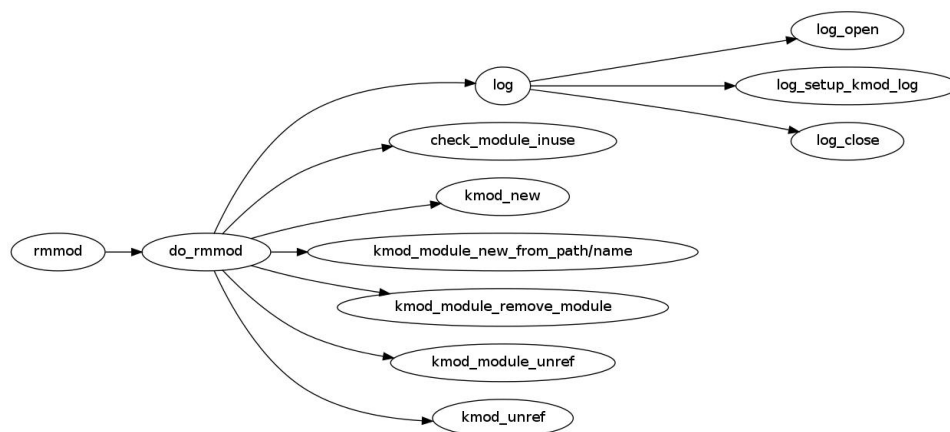 log_open
log
log_setup_kmod_log
check_module_inuse
log_close
kmod_new
rmmod
do_rmmod
kmod_module_new_from_path/name
kmod_module_remove_module
kmod_module_unref
kmod_unref